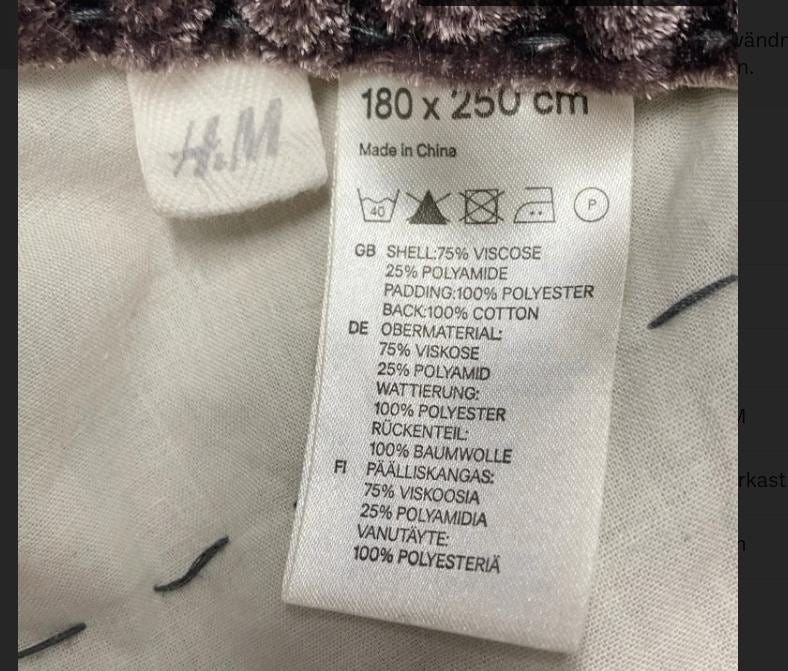 H&M
180 x 250 cm
Made in China
40 P
GB SHELL:75% VISCOSE
25% POLYAMIDE
PADDING:100% POLYESTER
BACK:100% COTTON
DE OBERMATERIAL:
75% VISKOSE
25% POLYAMID
WATTIERUNG:
100% POLYESTER
RÜCKENTEIL:
100% BAUMWOLLE
FI PÄÄLLISKANGAS:
75% VISKOOSIA
25% POLYAMIDIA
VANUTÄYTE:
100% POLYESTERIÄ